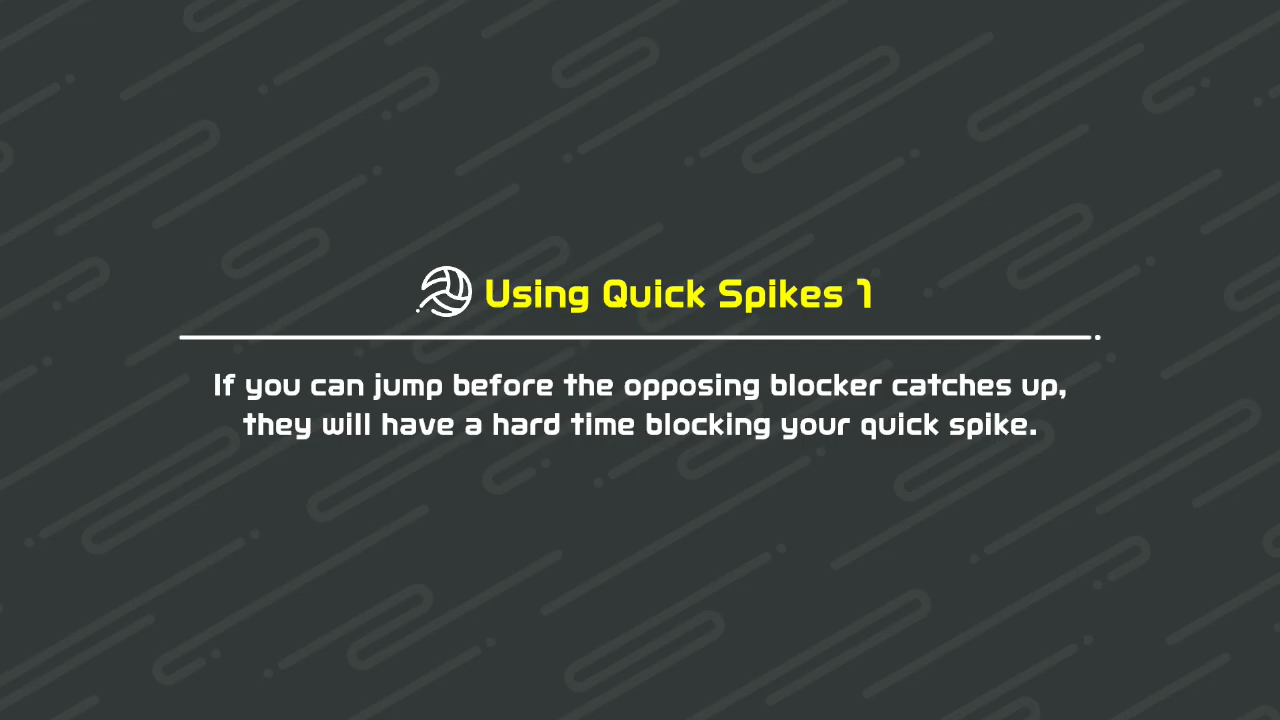 Using Quick Spikes 1
If you can jump before the opposing blocker catches up,
they will have a hard time blocking your quick spike.